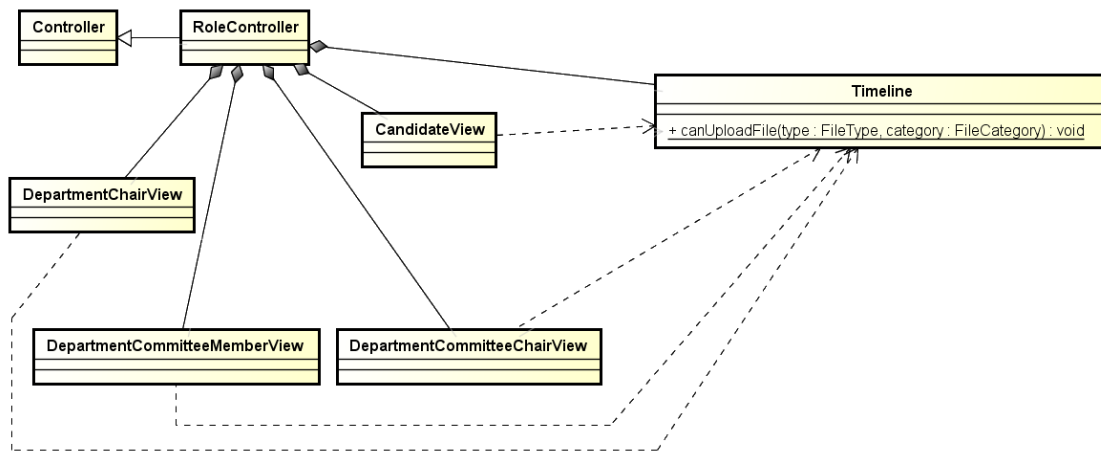 Controller
RoleController
Timeline
+ canUploadFile(type : FileType, category : FileCategory) : void
CandidateView
DepartmentChairView
DepartmentCommitteeMemberView
DepartmentCommitteeChairView